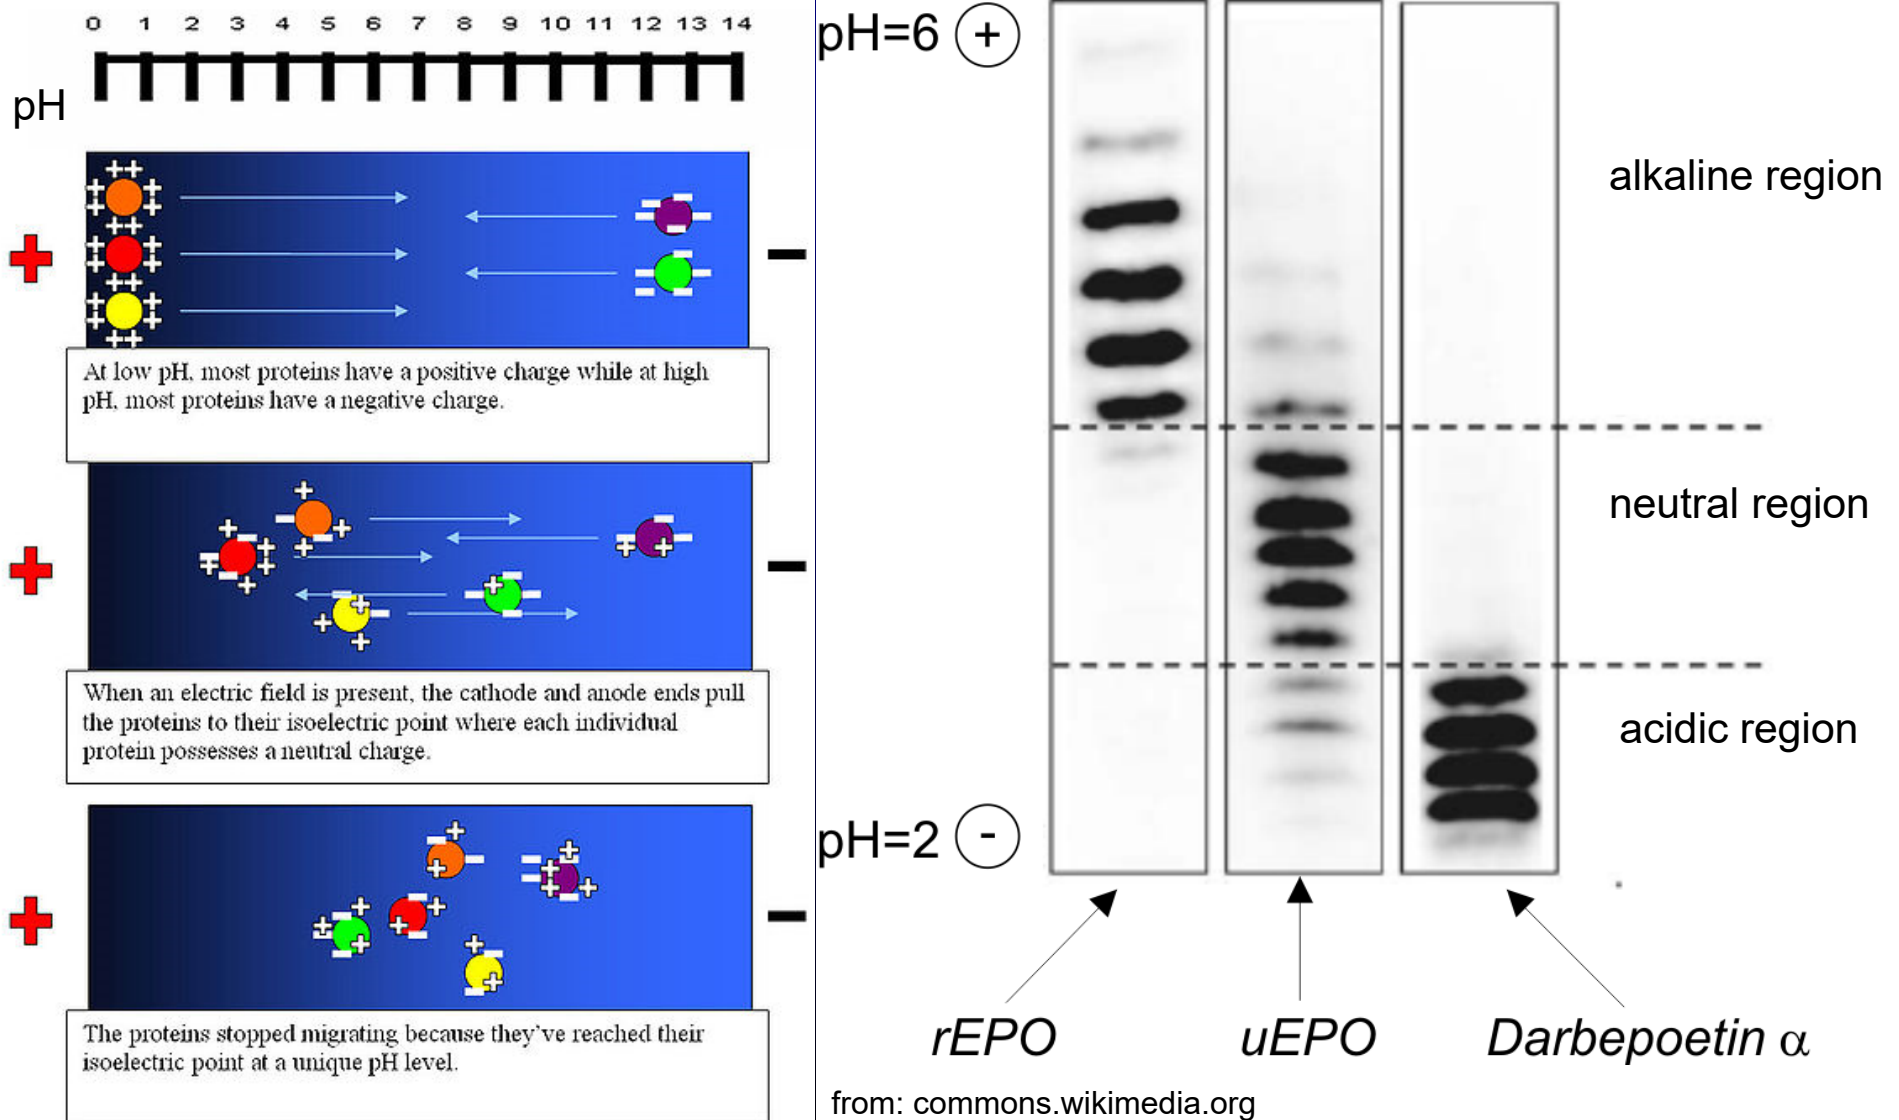 0 1 2 3 4 5 6 7 8 9 10 11 12 13 14
pH
At low pH, most proteins have a positive charge while at high
pH, most proteins have a negative charge.
When an electric field is present, the cathode and anode ends pull
the proteins to their isoelectric point where each individual
protein possesses a neutral charge.
The proteins stopped migrating because they've reached their
isoelectric point at a unique pH level.
pH=6 +
alkaline region
neutral region
acidic region
pH=2 -
rEPO uEPO Darbepoetin α
from: commons.wikimedia.org